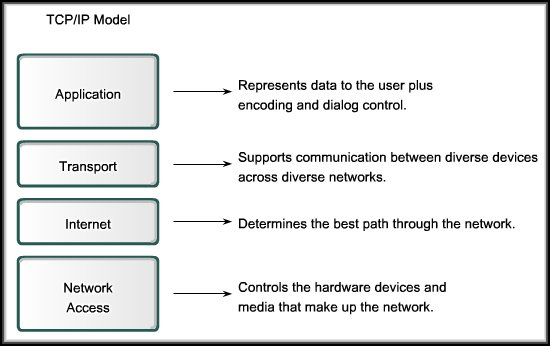 TCP/IP Model
Application
Represents data to the user plus
encoding and dialog control.
Transport
Supports communication between diverse devices
across diverse networks.
Internet
Determines the best path through the network.
Network
Access
Controls the hardware devices and
media that make up the network.